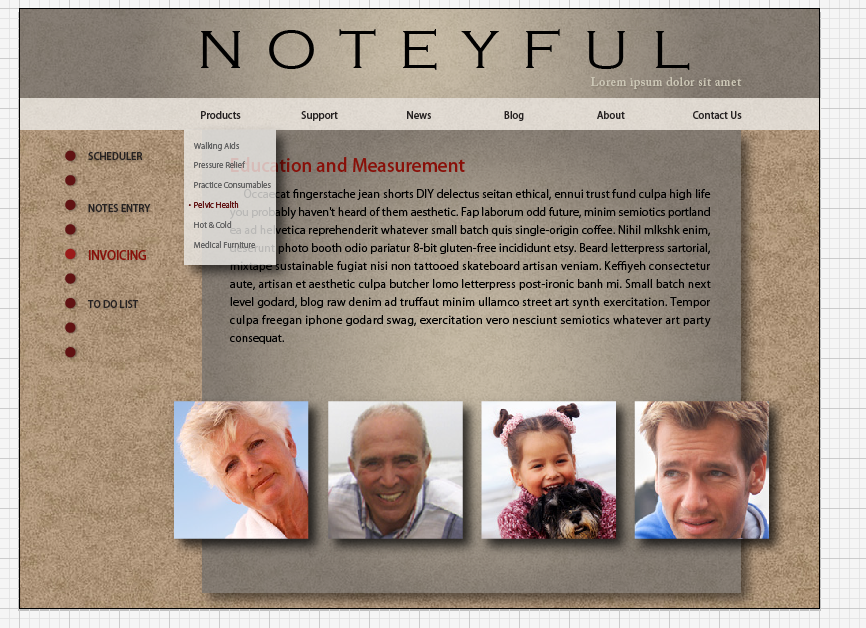 NOTEYFUL
Lorem ipsum dolor sit amet
Products Support News Blog About Contact Us
SCHEDULER
NOTES ENTRY
INVOICING
TO DO LIST
Walking Aids
Pressure Relief
Practice Consumables
• Pelvic Health
Hot & Cold
Medical Furniture
Education and Measurement
Occaecat fingerstache jean shorts DIY delectus seitan ethical, ennui trust fund culpa high life
you probably haven't heard of them aesthetic. Fap laborum odd future, minim semiotics portland
ea ad helvetica reprehenderit whatever small batch quis single-origin coffee. Nihil mlkshk enim,
deserunt photo booth odio pariatur 8-bit gluten-free incididunt etsy. Beard letterpress sartorial,
mixtape sustainable fugiat nisi non tattooed skateboard artisan veniam. Keffiyeh consectetur
aute, artisan et aesthetic culpa butcher lomo letterpress post-ironic banh mi. Small batch next
level godard, blog raw denim ad truffaut minim ullamco street art synth exercitation. Tempor
culpa freegan iphone godard swag, exercitation vero nesciunt semiotics whatever art party
consequat.